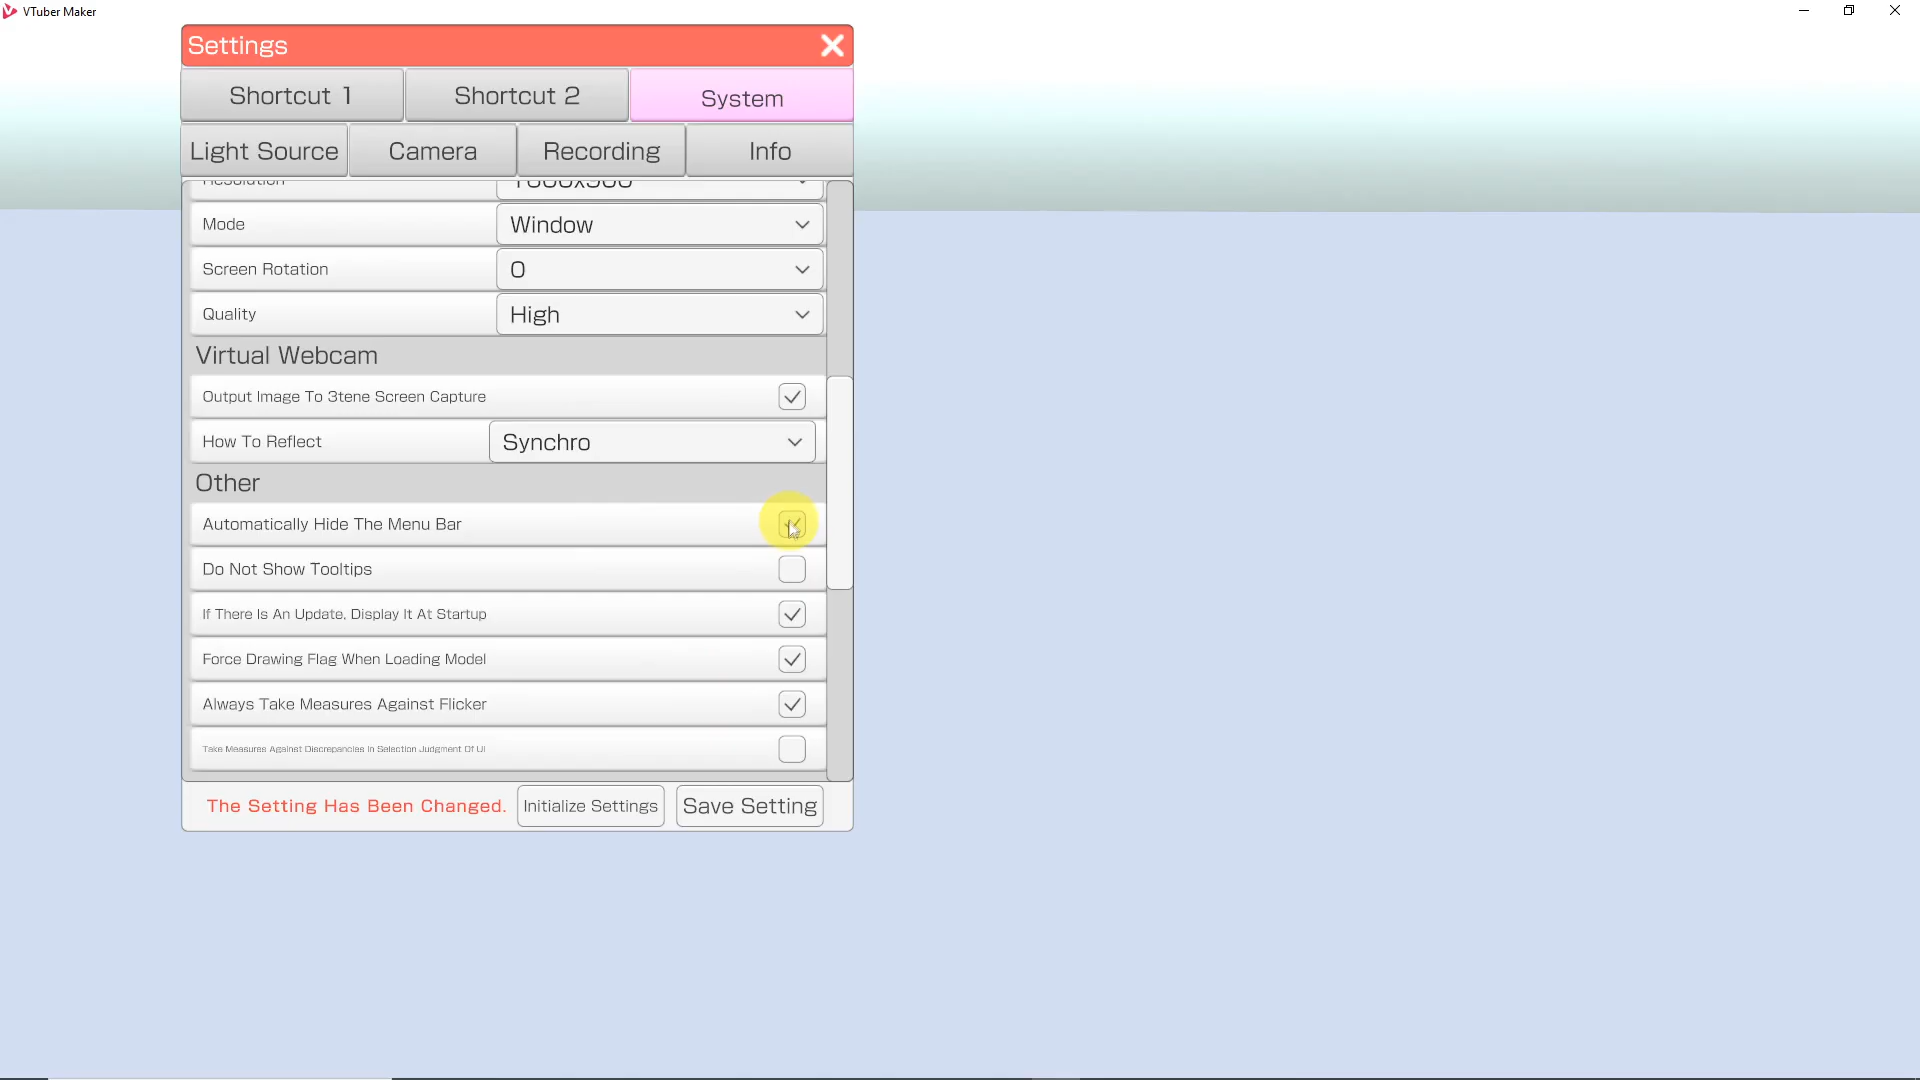 VTuber Maker
Settings
Shortcut 1
Shortcut 2
System
Light Source
Camera
Recording
Info
Mode
Window
Screen Rotation
0
Quality
High
Virtual Webcam
Output Image To 3tene Screen Capture
How To Reflect
Synchro
Other
Automatically Hide The Menu Bar
Do Not Show Tooltips
If There Is An Update, Display It At Startup
Force Drawing Flag When Loading Model
Always Take Measures Against Flicker
Take Measures Against Discrepancies In Selection Judgment Of UI
The Setting Has Been Changed.
Initialize Settings
Save Setting